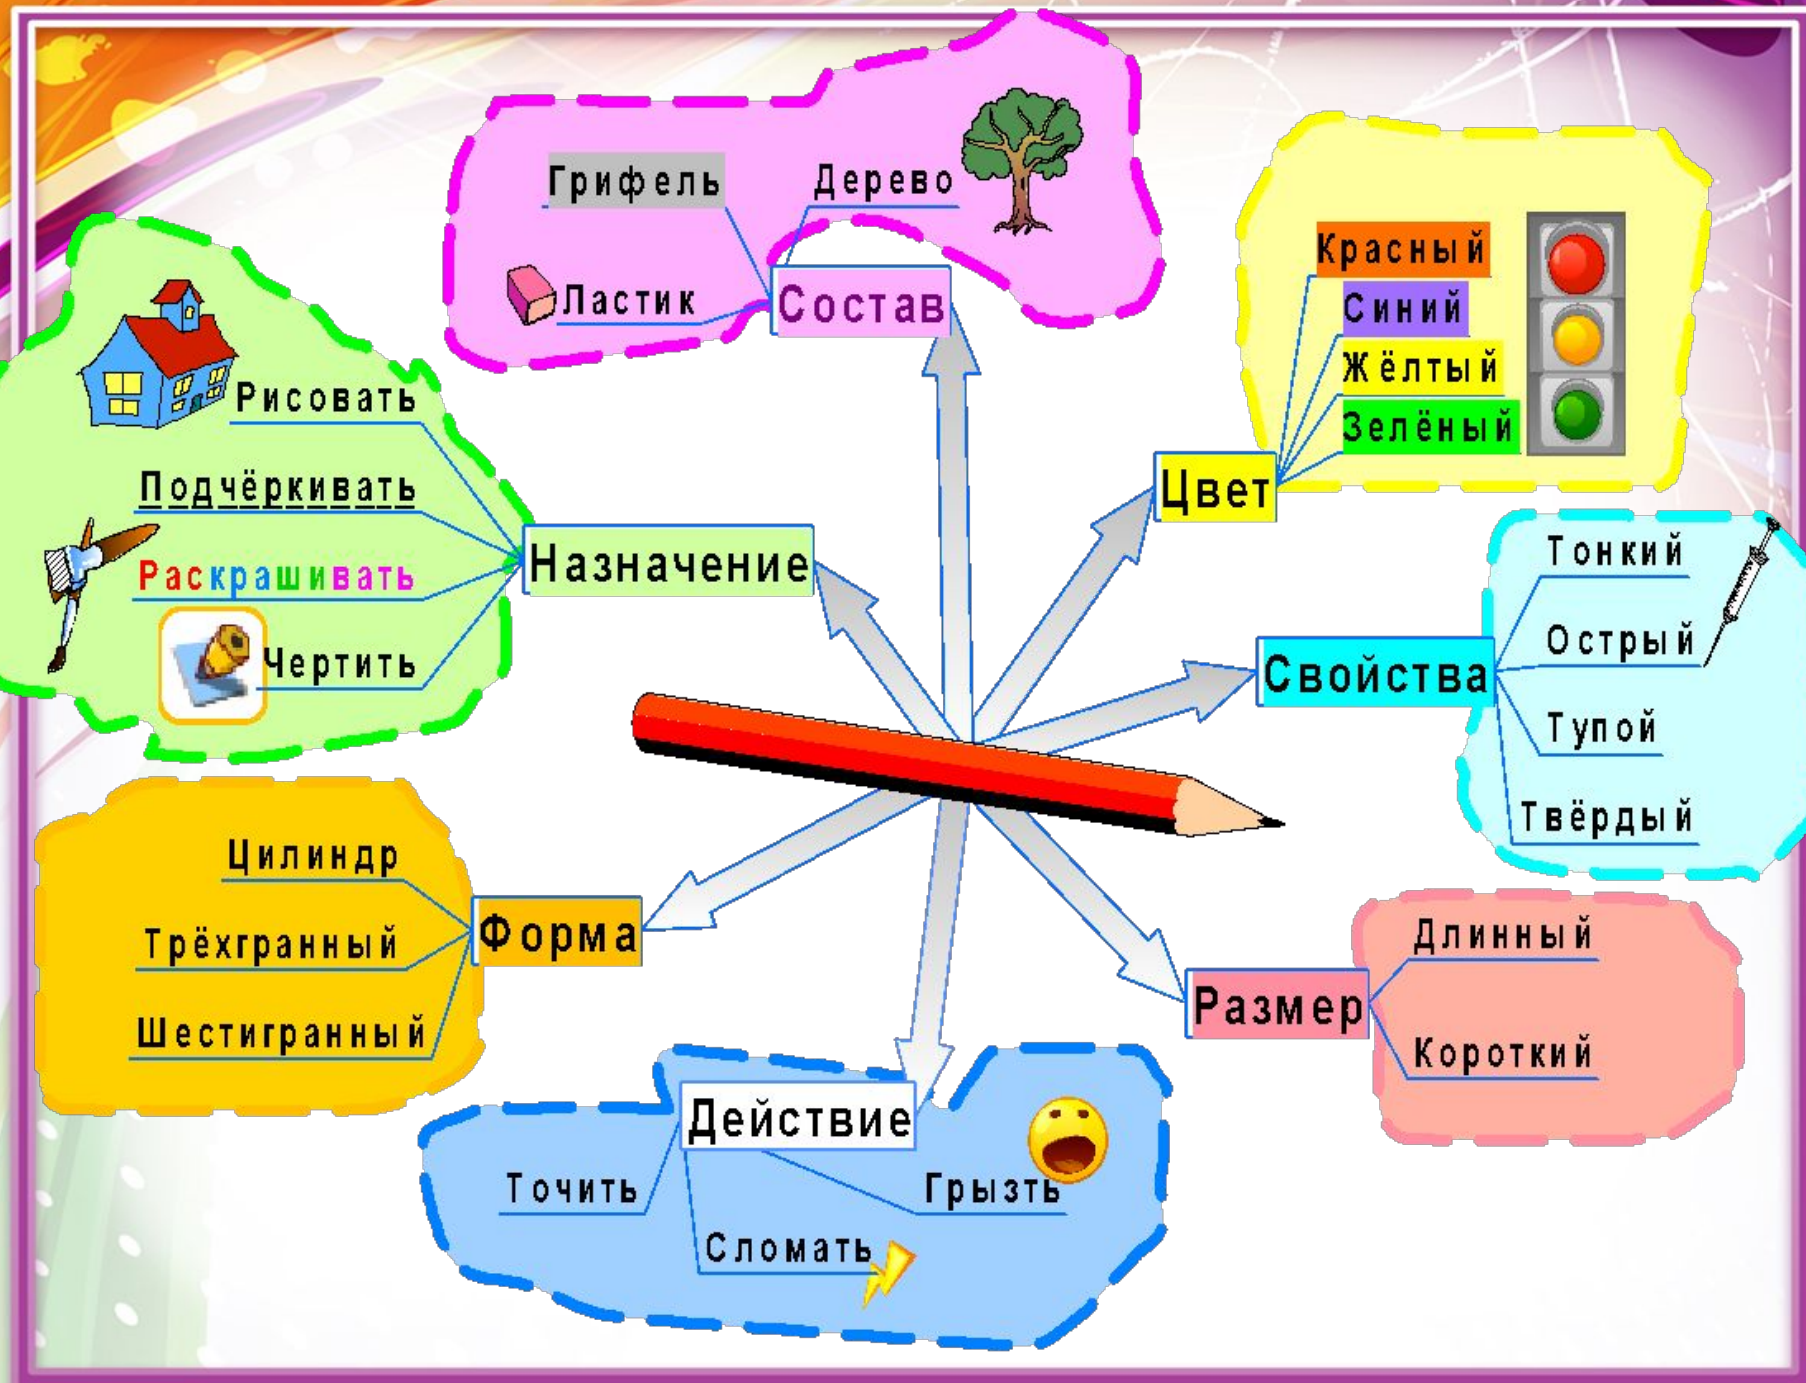 Грифель
Дерево
Ластик
Состав
Красный
Синий
Жёлтый
Зелёный
Цвет
Рисовать
Подчёркивать
Раскрашивать
Чертить
Назначение
Тонкий
Острый
Свойства
Тупой
Твёрдый
Цилиндр
Трёхгранный
Шестигранный
Форма
Длинный
Размер
Короткий
Действие
Точить
Грызть
Сломать